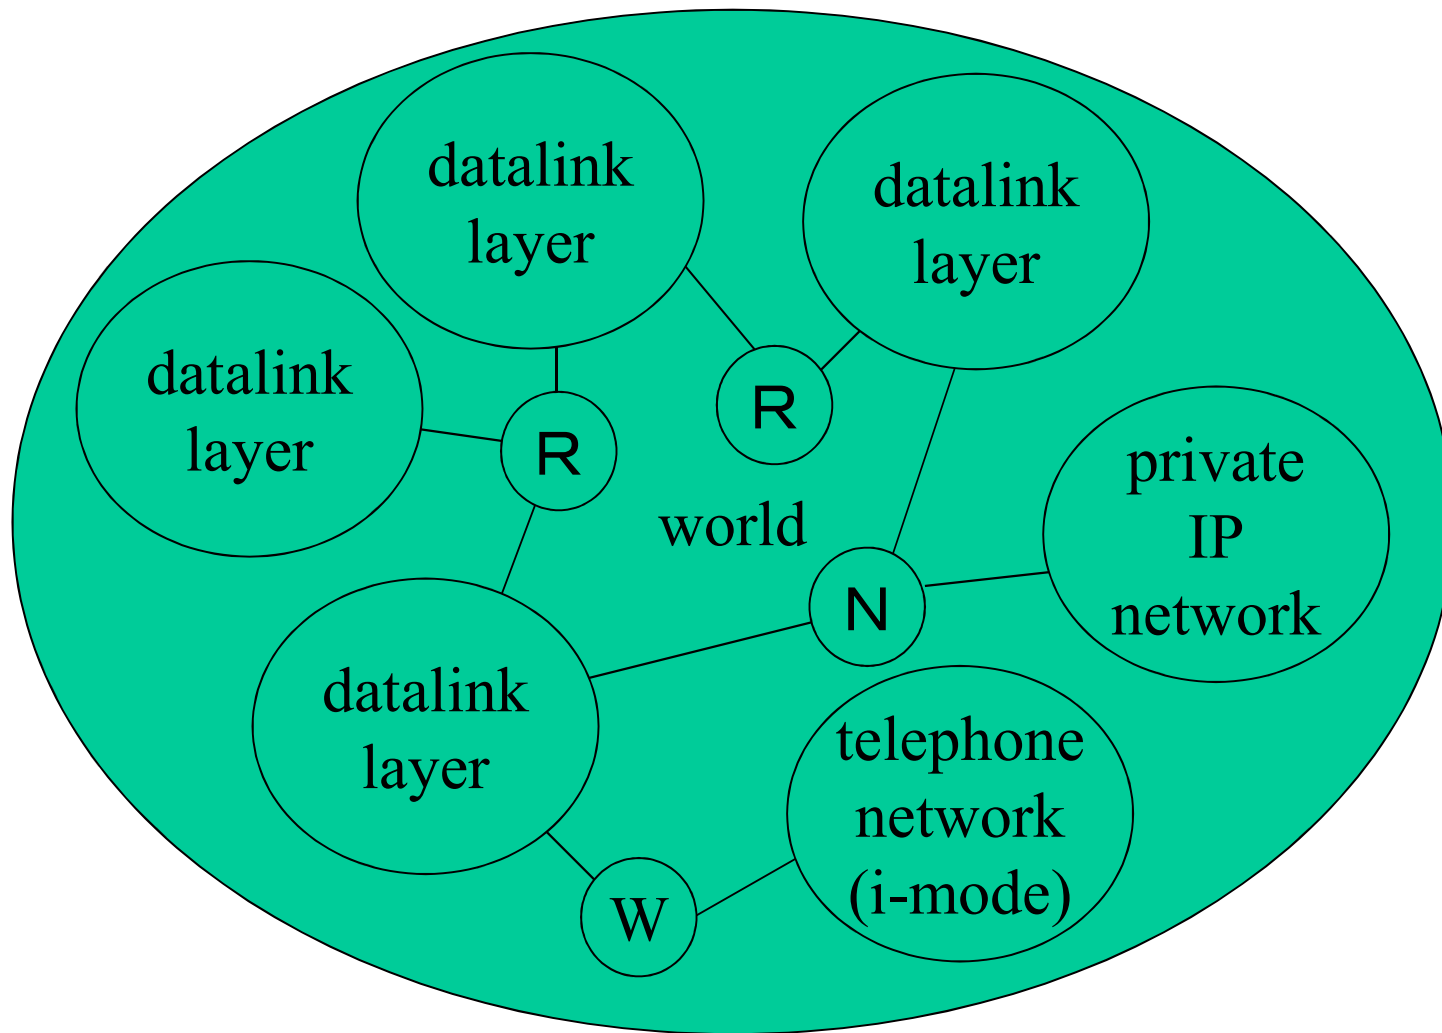 datalink
layer
datalink
layer
datalink
layer
R
R
private
IP
network
world
N
datalink
layer
telephone
network
(i-mode)
W